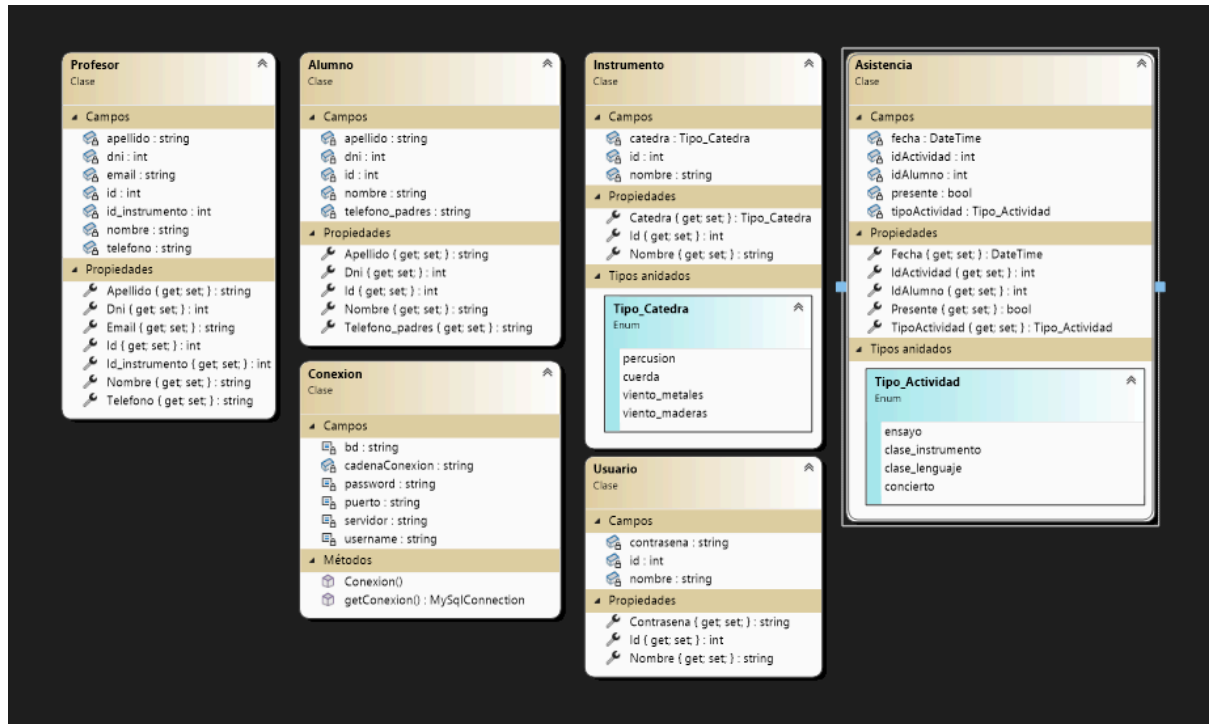 Profesor
Clase
Campos
apellido : string
dni : int
email : string
id : int
id_instrumento : int
nombre : string
telefono : string
Propiedades
Apellido { get; set; } : string
Dni { get; set; } : int
Email { get; set; } : string
Id { get; set; } : int
Id_instrumento { get; set; } : int
Nombre { get; set; } : string
Telefono { get; set; } : string
Alumno
Clase
Campos
apellido : string
dni : int
id : int
nombre : string
telefono_padres : string
Propiedades
Apellido { get; set; } : string
Dni { get; set; } : int
Id { get; set; } : int
Nombre { get; set; } : string
Telefono_padres { get; set; } : string
Conexion
Clase
Campos
bd : string
cadenaConexion : string
password : string
puerto : string
servidor : string
username : string
Métodos
Conexion()
getConexion() : MySqlConnection
Instrumento
Clase
Campos
catedra : Tipo_Catedra
id : int
nombre : string
Propiedades
Catedra { get; set; } : Tipo_Catedra
Id { get; set; } : int
Nombre { get; set; } : string
Tipos anidados
Tipo_Catedra
Enum
percusion
cuerda
viento_metales
viento_maderas
Usuario
Clase
Campos
contrasena : string
id : int
nombre : string
Propiedades
Contrasena { get; set; } : string
Id { get; set; } : int
Nombre { get; set; } : string
Asistencia
Clase
Campos
fecha : DateTime
idActividad : int
idAlumno : int
presente : bool
tipoActividad : Tipo_Actividad
Propiedades
Fecha { get; set; } : DateTime
IdActividad { get; set; } : int
IdAlumno { get; set; } : int
Presente { get; set; } : bool
TipoActividad { get; set; } : Tipo_Actividad
Tipos anidados
Tipo_Actividad
Enum
ensayo
clase_instrumento
clase_lenguaje
concierto